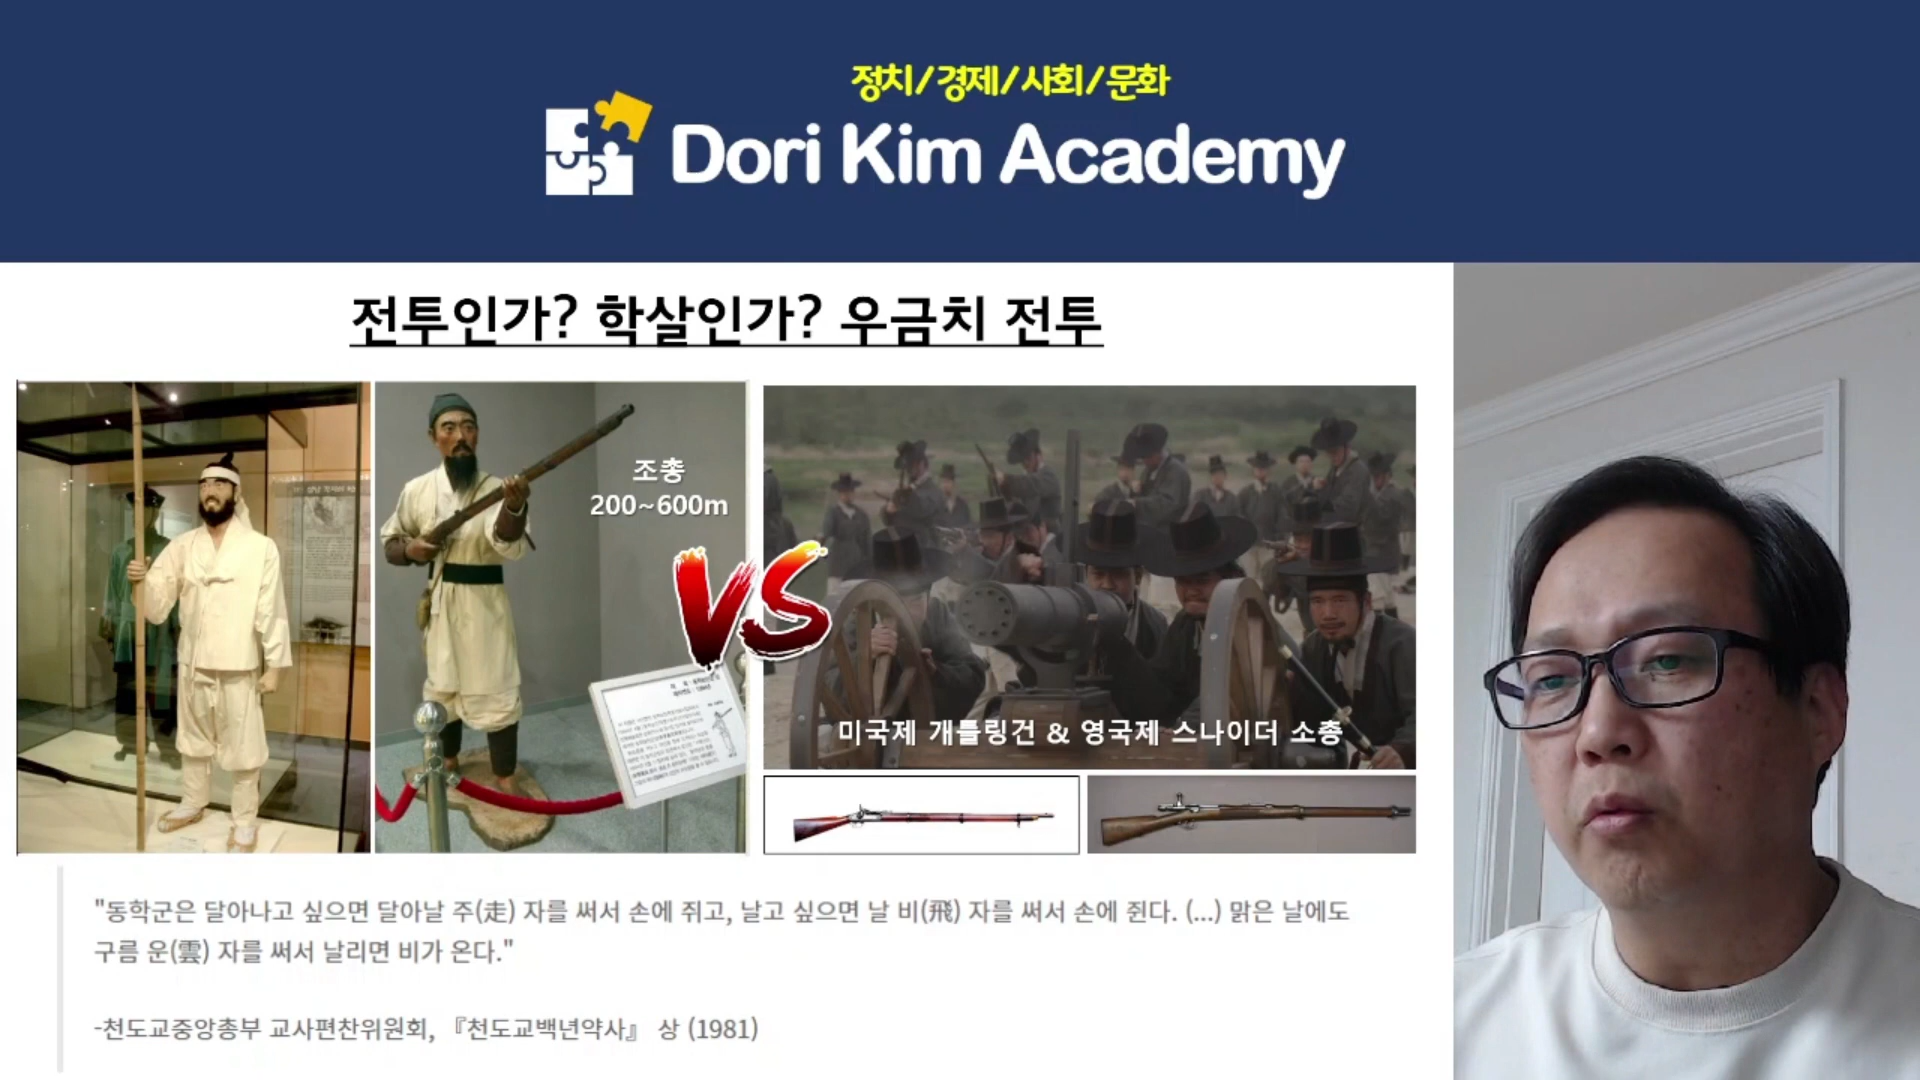 정치/경제/사회/문화
Dori Kim Academy
전투인가? 학살인가? 우금치 전투
조총
200~600m
VS
미국제 개틀링건 & 영국제 스나이더 소총
"동학군은 달아나고 싶으면 달아날 주(走) 자를 써서 손에 쥐고, 날고 싶으면 날 비(飛) 자를 써서 손에 쥔다. (...) 맑은 날에도
구름 운(雲) 자를 써서 날리면 비가 온다."
-천도교중앙총부 교사편찬위원회, 『천도교백년약사』 상 (1981)